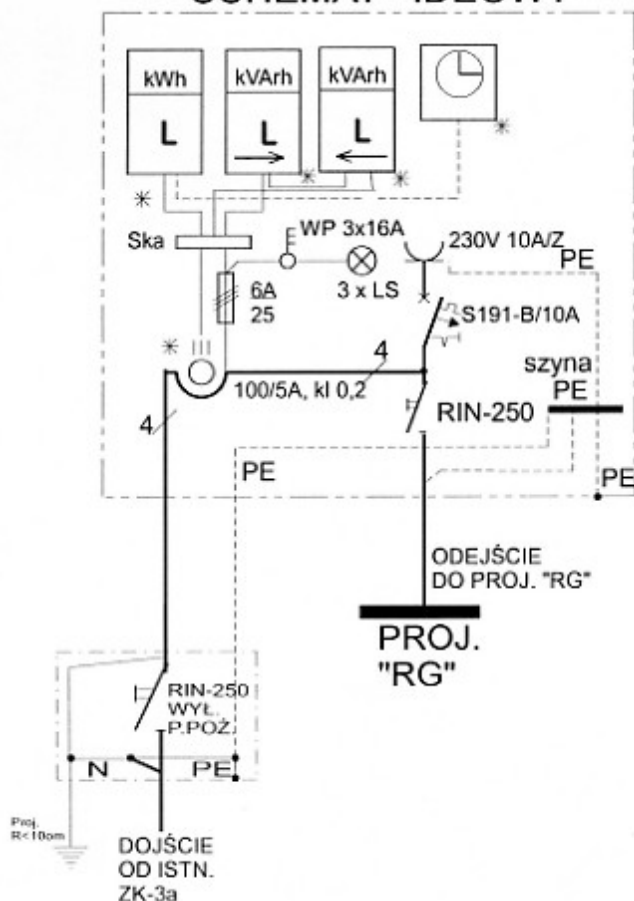 kWh
L
kVArh
L
kVArh
L
Ska
WP 3x16A
3 x LS
230V 10A/Z
PE
6A
25
S191-B/10A
szyna
PE
4
4
100/5A, kl 0,2
RIN-250
PE
PE
ODEJŚCIE
DO PROJ. "RG"
PROJ.
"RG"
RIN-250
WYŁ.
P.POŻ.
N
PE
Proj.
R<10om
DOJŚCIE
OD ISTN.
ZK-3a